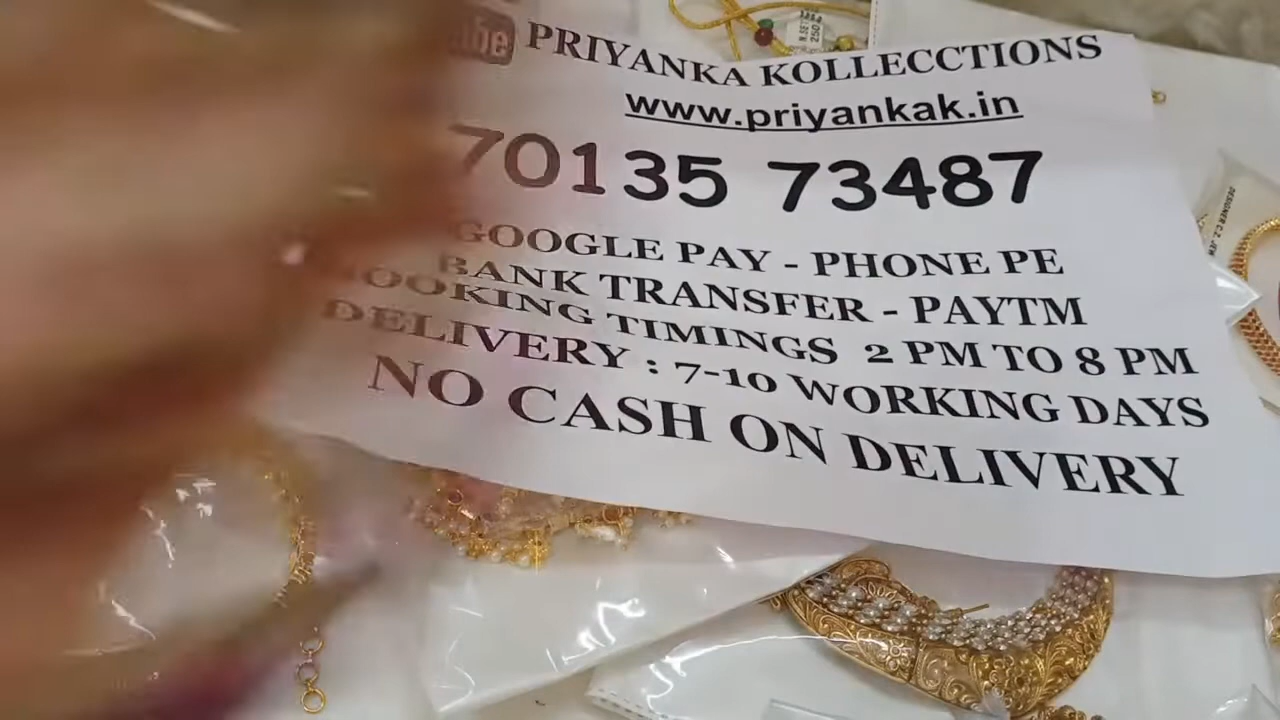 PRIYANKA KOLLECCTIONS
www.priyankak.in
70135 73487
GOOGLE PAY - PHONE PE
BANK TRANSFER - PAYTM
BOOKING TIMINGS 2 PM TO 8 PM
DELIVERY : 7-10 WORKING DAYS
NO CASH ON DELIVERY